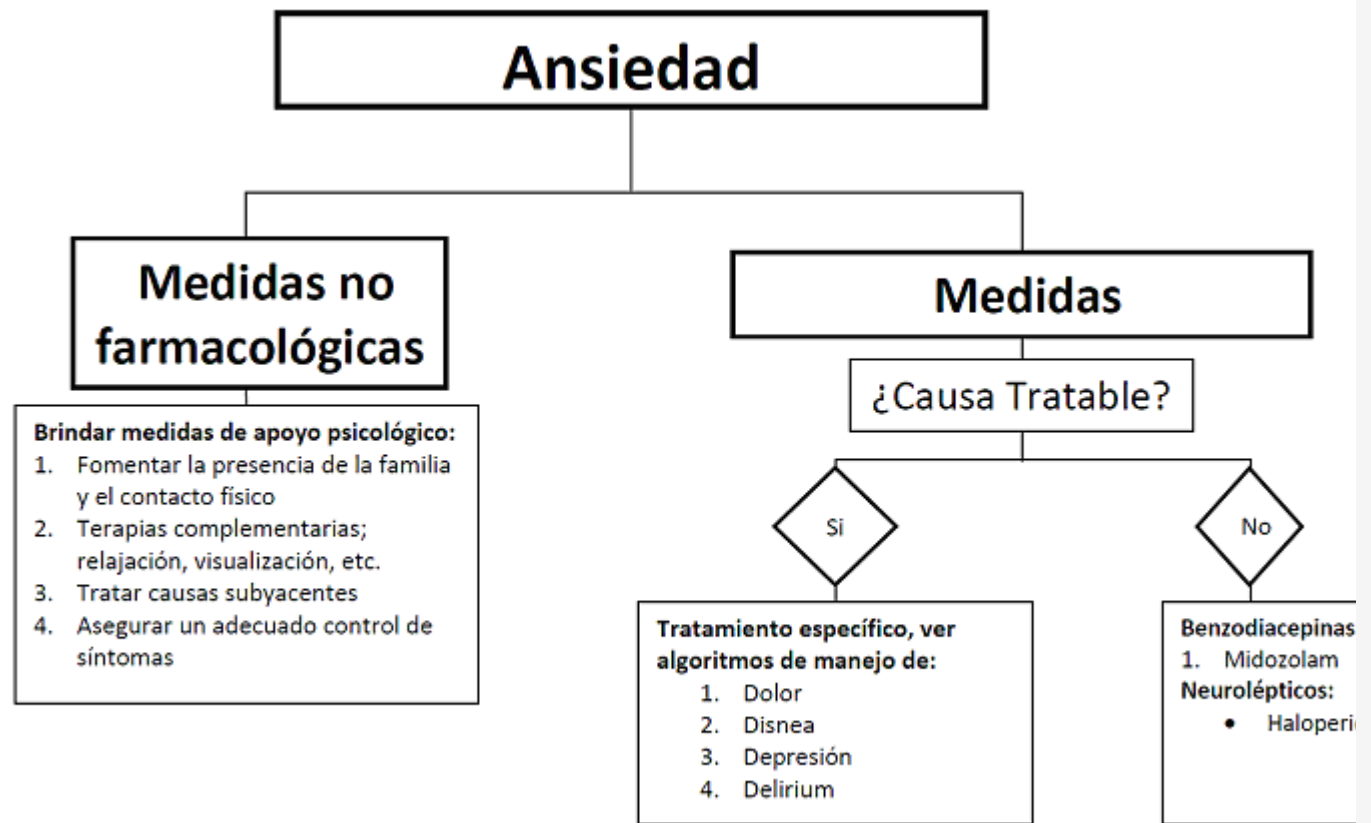 Ansiedad
Medidas no
farmacológicas
Brindar medidas de apoyo psicológico:
1. Fomentar la presencia de la familia
y el contacto físico
2. Terapias complementarias;
relajación, visualización, etc.
3. Tratar causas subyacentes
4. Asegurar un adecuado control de
síntomas
Medidas
¿Causa Tratable?
Si
No
Tratamiento específico, ver
algoritmos de manejo de:
1. Dolor
2. Disnea
3. Depresión
4. Delirium
Benzodiacepinas
1. Midozolam
Neurolépticos:
•